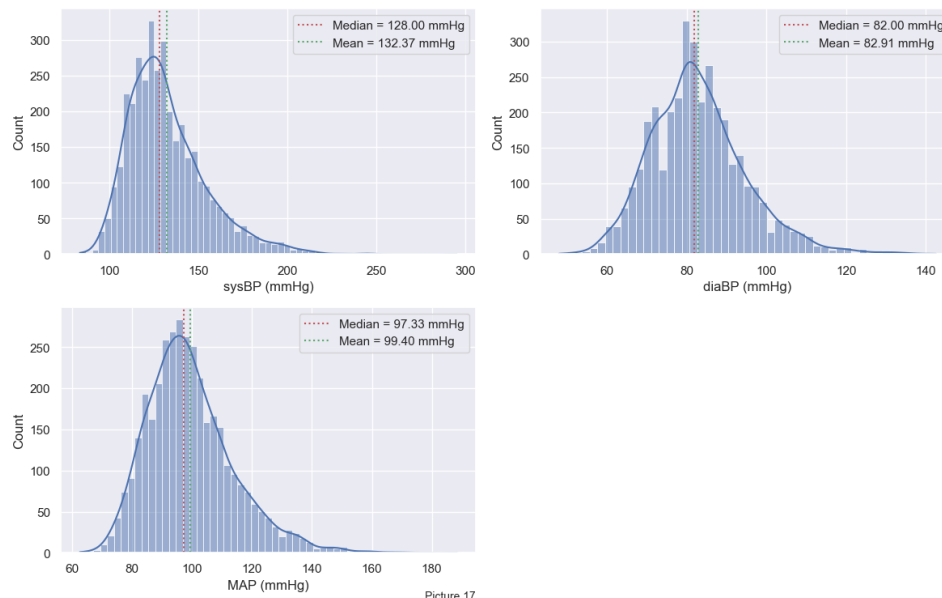 Median = 128.00 mmHg
Mean = 132.37 mmHg
Count
300
250
200
150
100
50
0
100 150 200 250 300
sysBP (mmHg)
Median = 82.00 mmHg
Mean = 82.91 mmHg
Count
300
250
200
150
100
50
0
60 80 100 120 140
diaBP (mmHg)
Median = 97.33 mmHg
Mean = 99.40 mmHg
Count
250
200
150
100
50
0
60 80 100 120 140 160 180
MAP (mmHg)
Picture 17